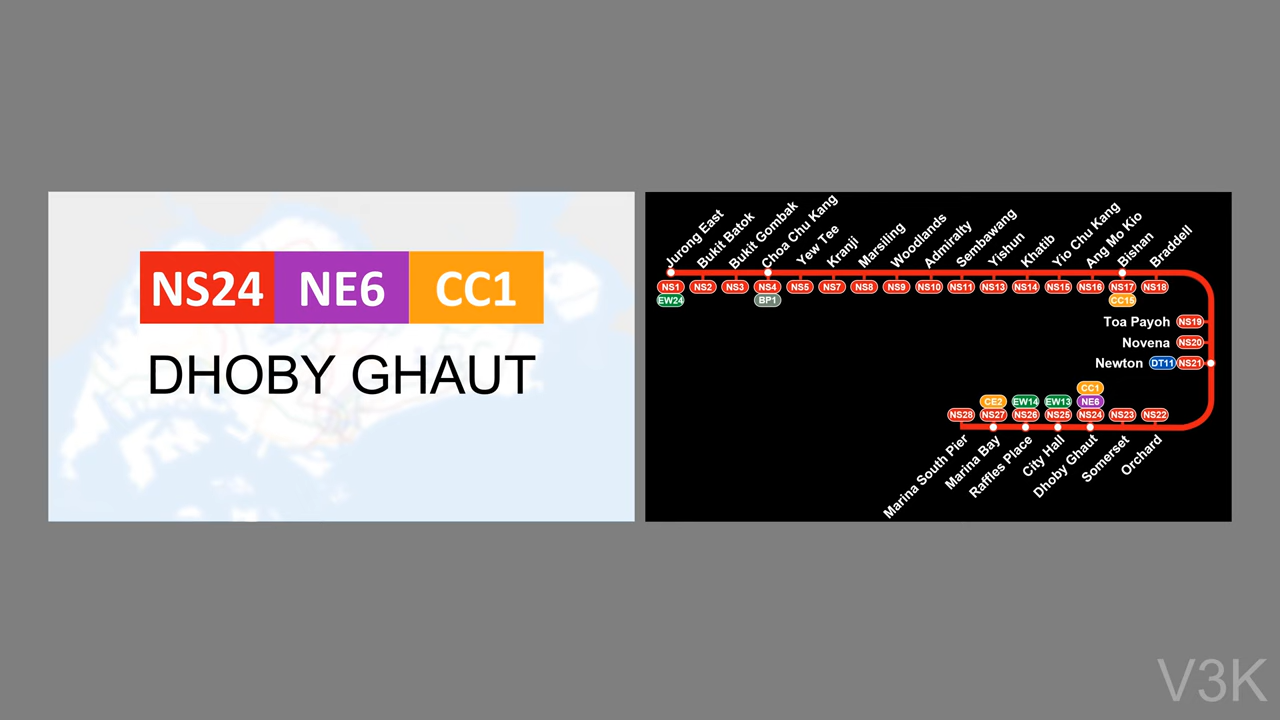 NS24 NE6 CC1
DHOBY GHAUT
Jurong East
Bukit Batok
Bukit Gombak
Choa Chu Kang
Yew Tee
Kranji
Marsiling
Woodlands
Admiralty
Sembawang
Yishun
Khatib
Yio Chu Kang
Ang Mo Kio
Bishan
Braddell
NS1 NS2 NS3 NS4 NS5 NS7 NS8 NS9 NS10 NS11 NS13 NS14 NS15 NS16 NS17 NS18
EW24 BP1 CC15
Toa Payoh NS19
Novena NS20
Newton DT11 NS21
CC1
CE2 EW14 EW13 NE6
NS28 NS27 NS26 NS25 NS24 NS23 NS22
Marina South Pier
Marina Bay
Raffles Place
City Hall
Dhoby Ghaut
Somerset
Orchard
V3K